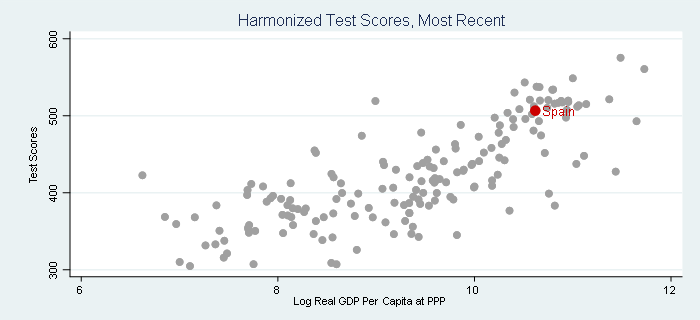 Harmonized Test Scores, Most Recent
600
500
400
300
Test Scores
Spain
6
8
10
12
Log Real GDP Per Capita at PPP